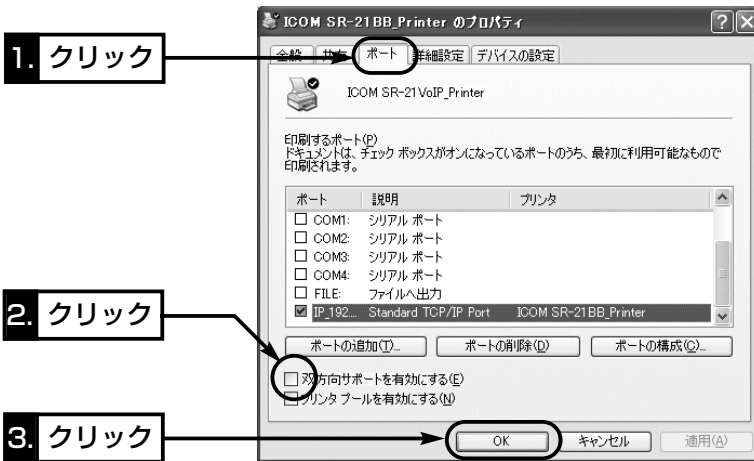 ICOM SR-21BB_Printer のプロパティ
全般 共有 ポート 詳細設定 デバイスの設定
1. クリック
ICOM SR-21VoIP_Printer
印刷するポート(P)
ドキュメントは、チェック ボックスがオンになっているポートのうち、最初に利用可能なもので
印刷されます。
ポート 説明 プリンタ
COM1: シリアル ポート
COM2: シリアル ポート
COM3: シリアル ポート
COM4: シリアル ポート
FILE: ファイルへ出力
IP_192... Standard TCP/IP Port ICOM SR-21BB_Printer
2. クリック
ポートの追加(T)... ポートの削除(D) ポートの構成(C)...
双方向サポートを有効にする(E)
プリンタ プールを有効にする(N)
3. クリック
OK キャンセル 適用(A)